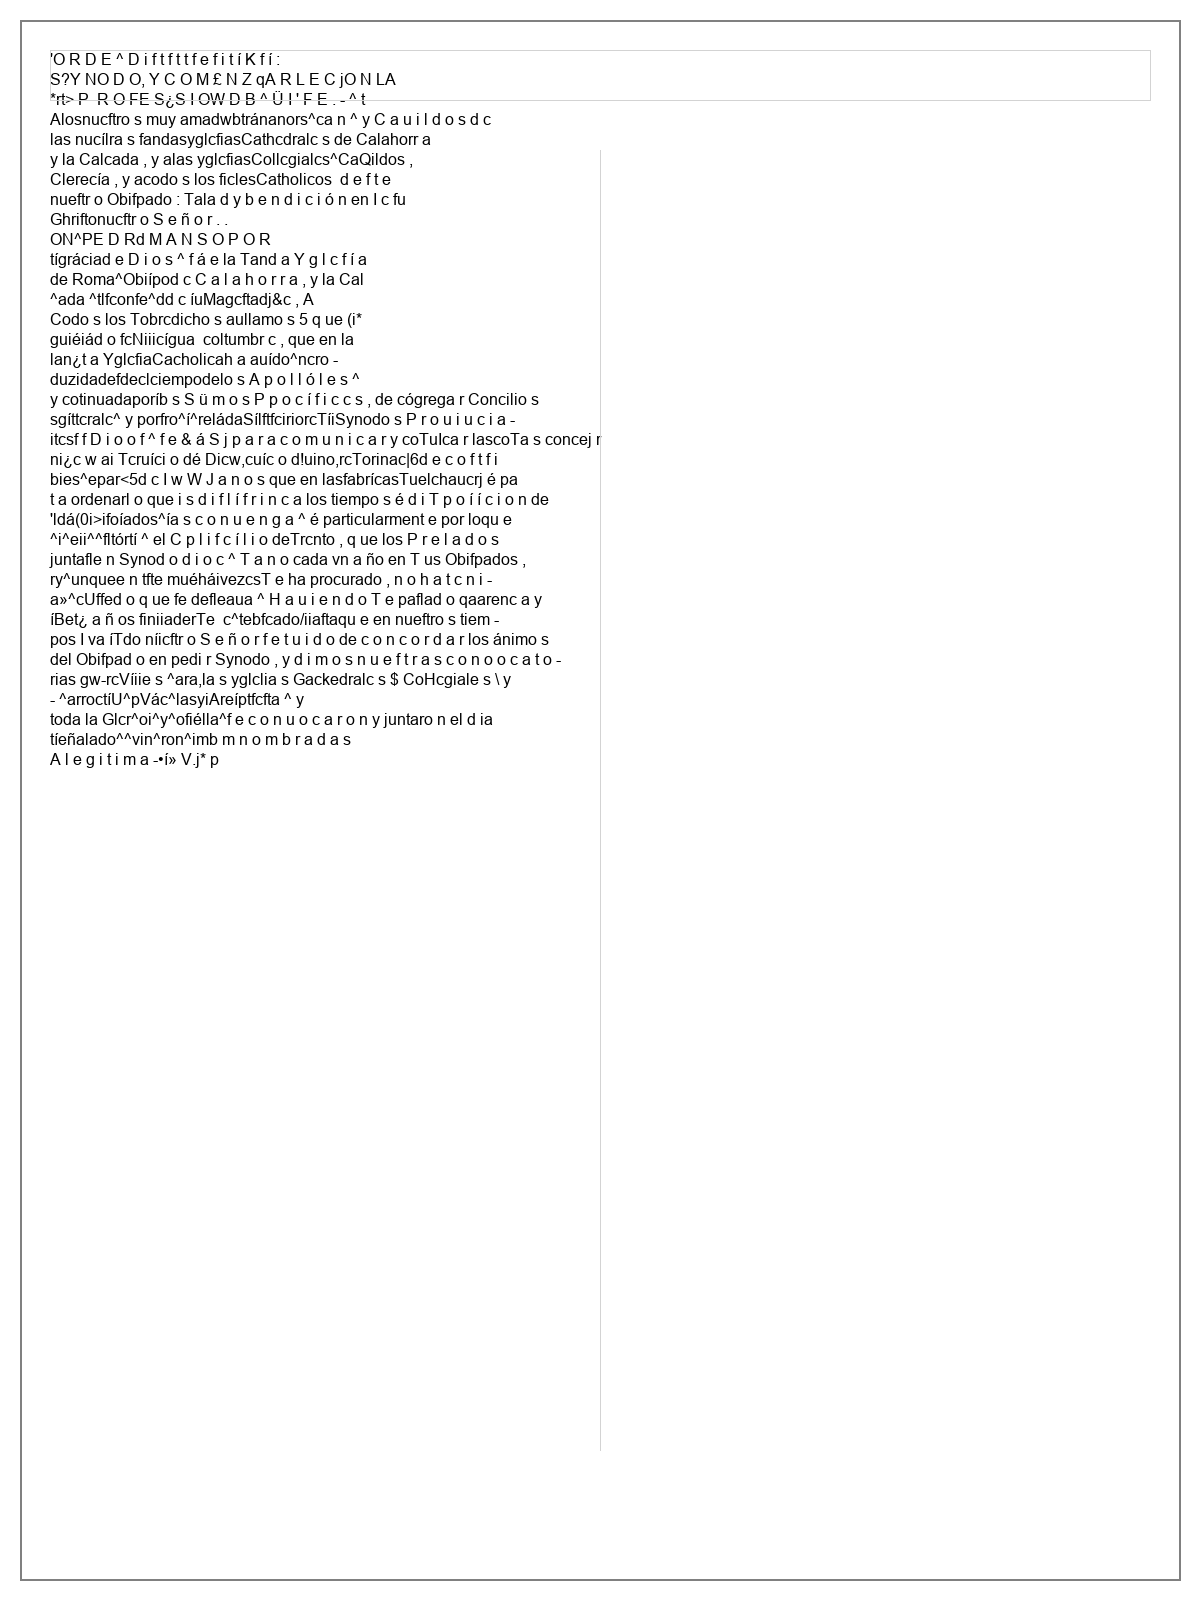 'O R D E ^ D i f t f t t f e f i t í K f í :
S?Y NO D O, Y C O M £ N Z qA R L E C jO N LA
*rt> P  R O FE S¿S I OW D B ^ Ü I ' F E . - ^ t
Alosnucftro s muy amadwbtránanors^ca n ^ y C a u i l d o s d c
las nucílra s fandasyglcfiasCathcdralc s de Calahorr a
y la Calcada , y alas yglcfiasCollcgialcs^CaQildos ,
Clerecía , y acodo s los ficlesCatholicos  d e f t e
nueftr o Obifpado : Tala d y b e n d i c i ó n en I c fu
Ghriftonucftr o S e ñ o r . .
ON^PE D Rd M A N S O P O R
tígráciad e D i o s ^ f á e la Tand a Y g l c f í a
de Roma^Obiípod c C a l a h o r r a , y la Cal
^ada ^tlfconfe^dd c íuMagcftadj&c , A
Codo s los Tobrcdicho s aullamo s 5 q ue (i*
guiéiád o fcNiiicígua  coltumbr c , que en la
lan¿t a YglcfiaCacholicah a auído^ncro -
duzidadefdeclciempodelo s A p o l l ó l e s ^
y cotinuadaporíb s S ü m o s P p o c í f i c c s , de cógrega r Concilio s
sgíttcralc^ y porfro^í^reládaSílftfciriorcTíiSynodo s P r o u i u c i a -
itcsf f D i o o f ^ f e & á S j p a r a c o m u n i c a r y coTuIca r lascoTa s concej r
ni¿c w ai Tcruíci o dé Dicw,cuíc o d!uino,rcTorinac|6d e c o f t f i
bies^epar<5d c I w W J a n o s que en lasfabrícasTuelchaucrj é pa
t a ordenarl o que i s d i f l í f r i n c a los tiempo s é d i T p o í í c i o n de
'ldá(0i>ifoíados^ía s c o n u e n g a ^ é particularment e por loqu e
^i^eii^^fltórtí ^ el C p l i f c í l i o deTrcnto , q ue los P r e l a d o s
juntafle n Synod o d i o c ^ T a n o cada vn a ño en T us Obifpados ,
ry^unquee n tfte muéháivezcsT e ha procurado , n o h a t c n i -
a»^cUffed o q ue fe defleaua ^ H a u i e n d o T e paflad o qaarenc a y
íBet¿ a ñ os finiiaderTe  c^tebfcado/iiaftaqu e en nueftro s tiem -
pos I va íTdo níicftr o S e ñ o r f e t u i d o de c o n c o r d a r los ánimo s
del Obifpad o en pedi r Synodo , y d i m o s n u e f t r a s c o n o o c a t o -
rias gw-rcVíiie s ^ara,la s yglclia s Gackedralc s $ CoHcgiale s \ y
- ^arroctíU^pVác^lasyiAreíptfcfta ^ y
toda la Glcr^oi^y^ofiélla^f e c o n u o c a r o n y juntaro n el d ia
tíeñalado^^vin^ron^imb m n o m b r a d a s
A l e g i t i m a -•í» V.j* p